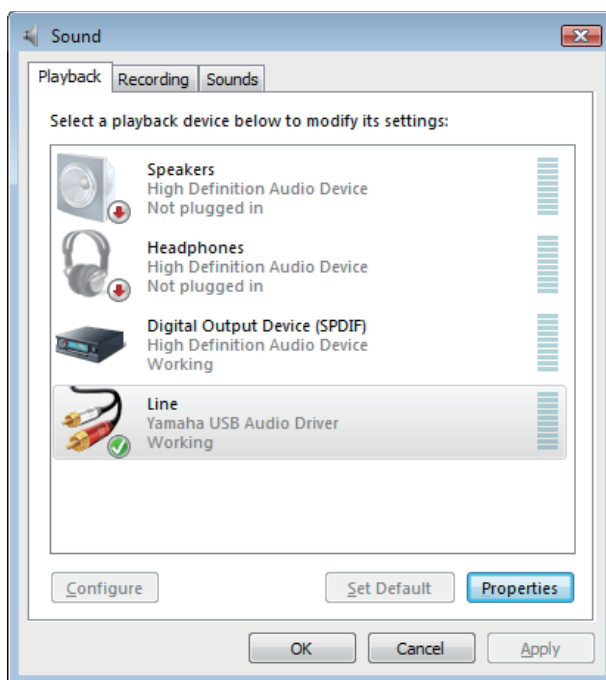 Sound
Playback Recording Sounds
Select a playback device below to modify its settings:
Speakers
High Definition Audio Device
Not plugged in
Headphones
High Definition Audio Device
Not plugged in
Digital Output Device (SPDIF)
High Definition Audio Device
Working
Line
Yamaha USB Audio Driver
Working
Configure Set Default Properties
OK Cancel Apply